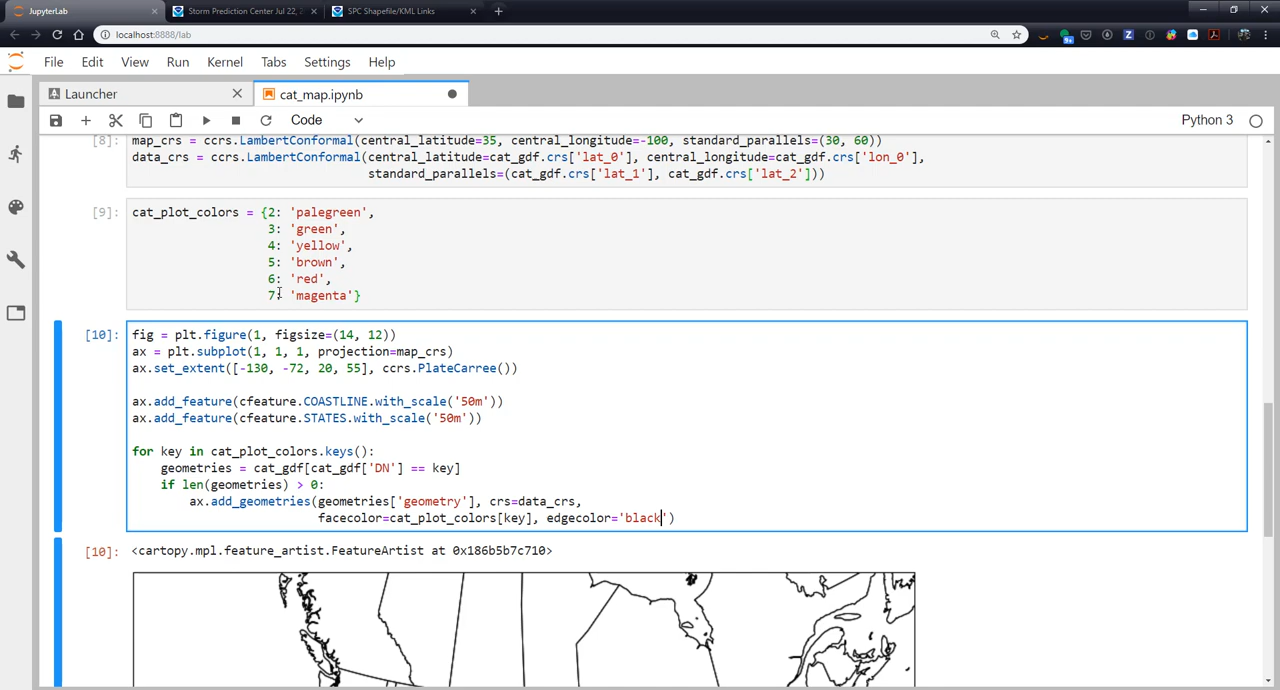 JupyterLab
Storm Prediction Center Jul 22, 2
SPC Shapefile/KML Links
localhost:8888/lab
File Edit View Run Kernel Tabs Settings Help
Launcher
cat_map.ipynb
Code
Python 3
[8]:
map_crs = ccrs.LambertConformal(central_latitude=35, central_longitude=-100, standard_parallels=(30, 60))
data_crs = ccrs.LambertConformal(central_latitude=cat_gdf.crs['lat_0'], central_longitude=cat_gdf.crs['lon_0'],
standard_parallels=(cat_gdf.crs['lat_1'], cat_gdf.crs['lat_2']))
[9]: cat_plot_colors = {2: 'palegreen',
3: 'green',
4: 'yellow',
5: 'brown',
6: 'red',
7: 'magenta'}
[10]: fig = plt.figure(1, figsize=(14, 12))
ax = plt.subplot(1, 1, 1, projection=map_crs)
ax.set_extent([-130, -72, 20, 55], ccrs.PlateCarree())
ax.add_feature(cfeature.COASTLINE.with_scale('50m'))
ax.add_feature(cfeature.STATES.with_scale('50m'))
for key in cat_plot_colors.keys():
geometries = cat_gdf[cat_gdf['DN'] == key]
if len(geometries) > 0:
ax.add_geometries(geometries['geometry'], crs=data_crs,
facecolor=cat_plot_colors[key], edgecolor='black')
[10]: <cartopy.mpl.feature_artist.FeatureArtist at 0x186b5b7c710>